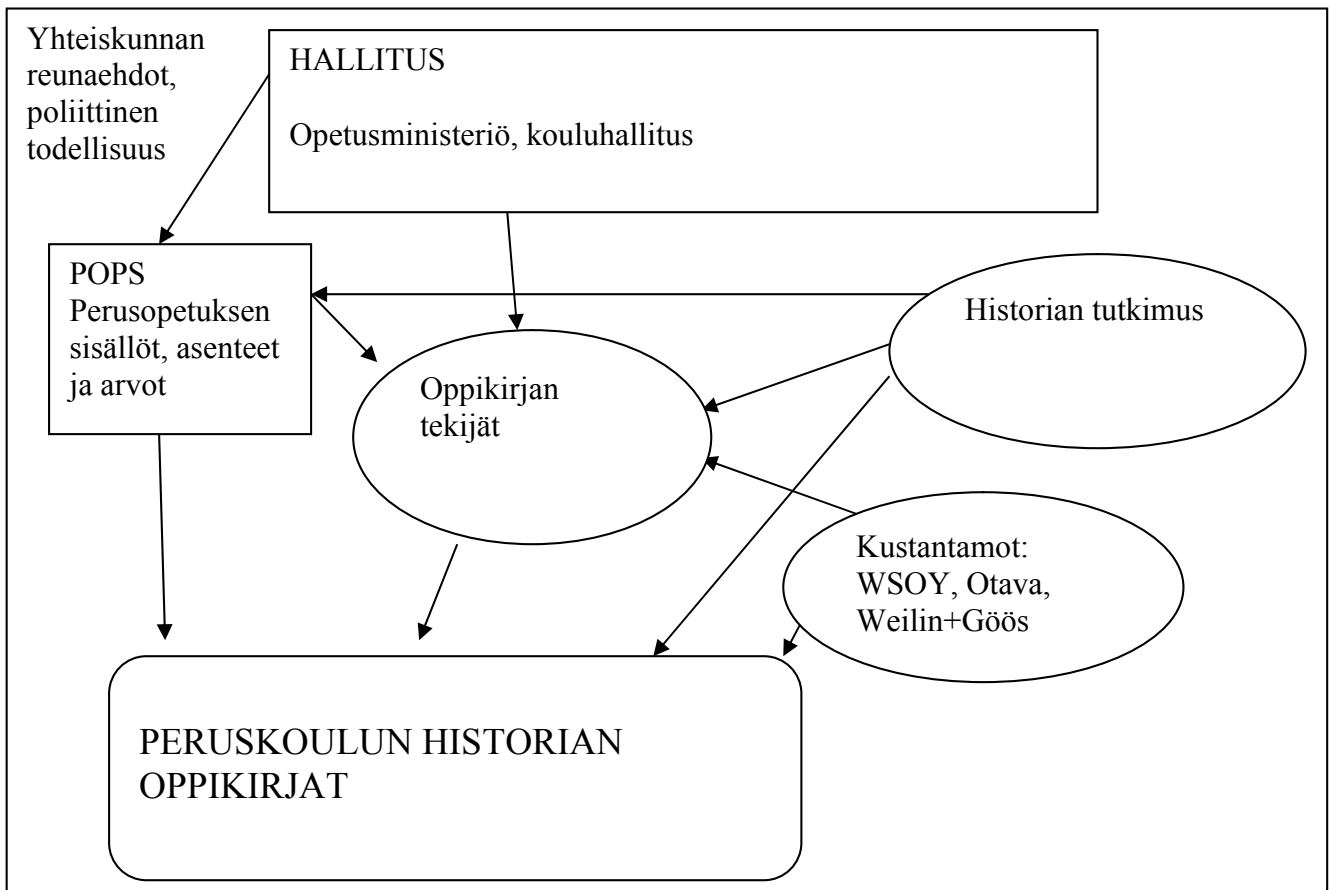 Yhteiskunnan
reunaehdot,
poliittinen
todellisuus
HALLITUS
Opetusministeriö, kouluhallitus
POPS
Perusopetuksen
sisällöt, asenteet
ja arvot
Historian tutkimus
Oppikirjan
tekijät
Kustantamot:
WSOY, Otava,
Weilin+Göös
PERUSKOULUN HISTORIAN
OPPIKIRJAT